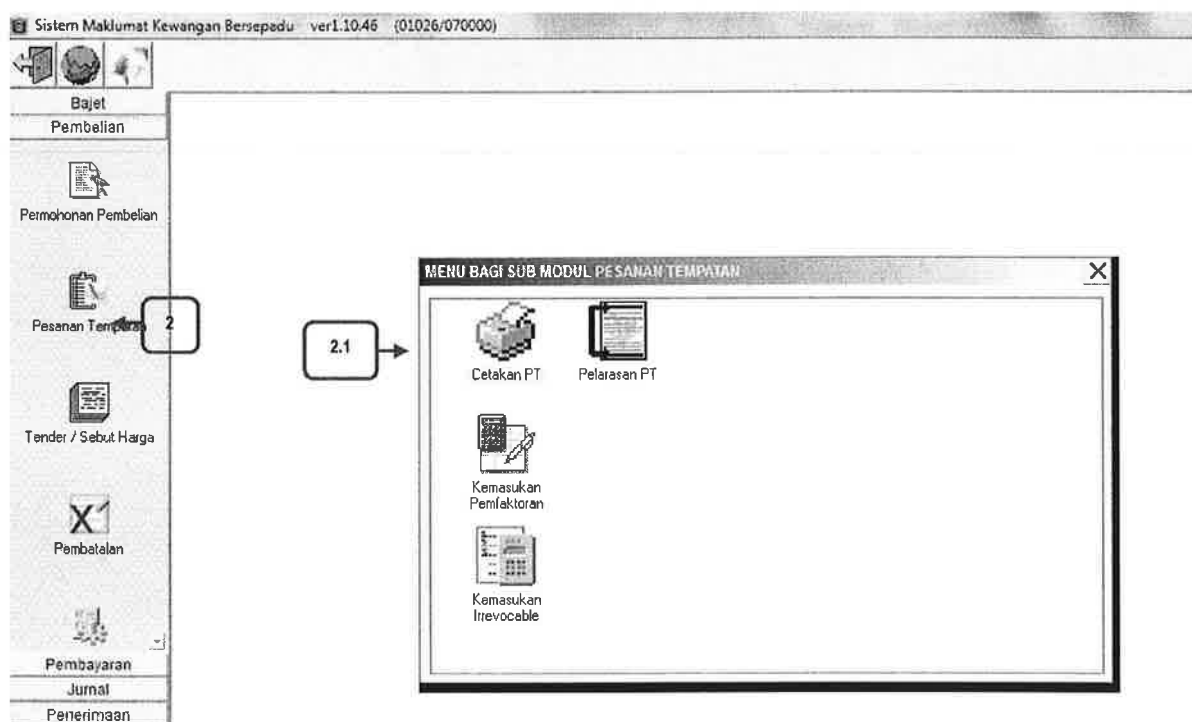 Sistem Maklumat Kewangan Bersepadu ver1.10.46 (01026/070000)
Bajet
Pembelian
Permohonan Pembelian
Pesanan Tempatan
2
Tender / Sebut Harga
Pembatalan
Pembayaran
Jurnal
Penerimaan
2.1
MENU BAGI SUB MODUL PESANAN TEMPATAN
Cetakan PT
Pelarasan PT
Kemasukan
Pemfaktoran
Kemasukan
Irrevocable